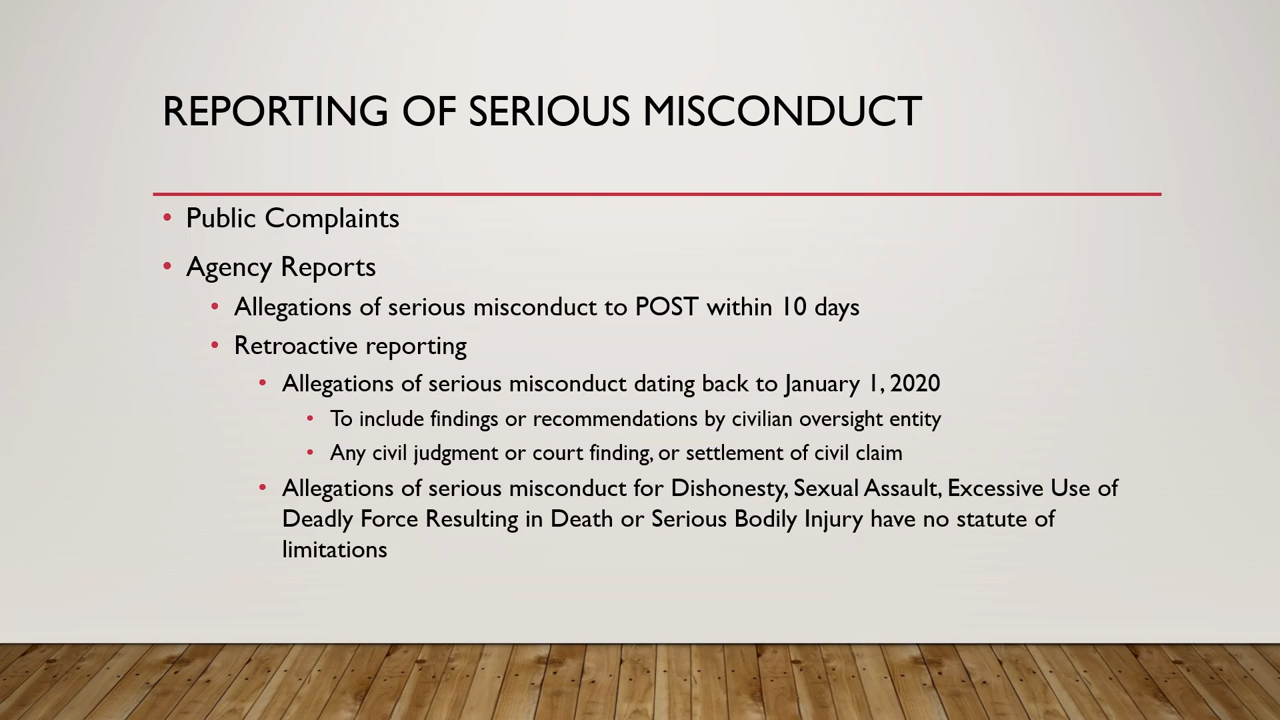 REPORTING OF SERIOUS MISCONDUCT
• Public Complaints
• Agency Reports
• Allegations of serious misconduct to POST within 10 days
• Retroactive reporting
• Allegations of serious misconduct dating back to January 1, 2020
• To include findings or recommendations by civilian oversight entity
• Any civil judgment or court finding, or settlement of civil claim
• Allegations of serious misconduct for Dishonesty, Sexual Assault, Excessive Use of
Deadly Force Resulting in Death or Serious Bodily Injury have no statute of
limitations